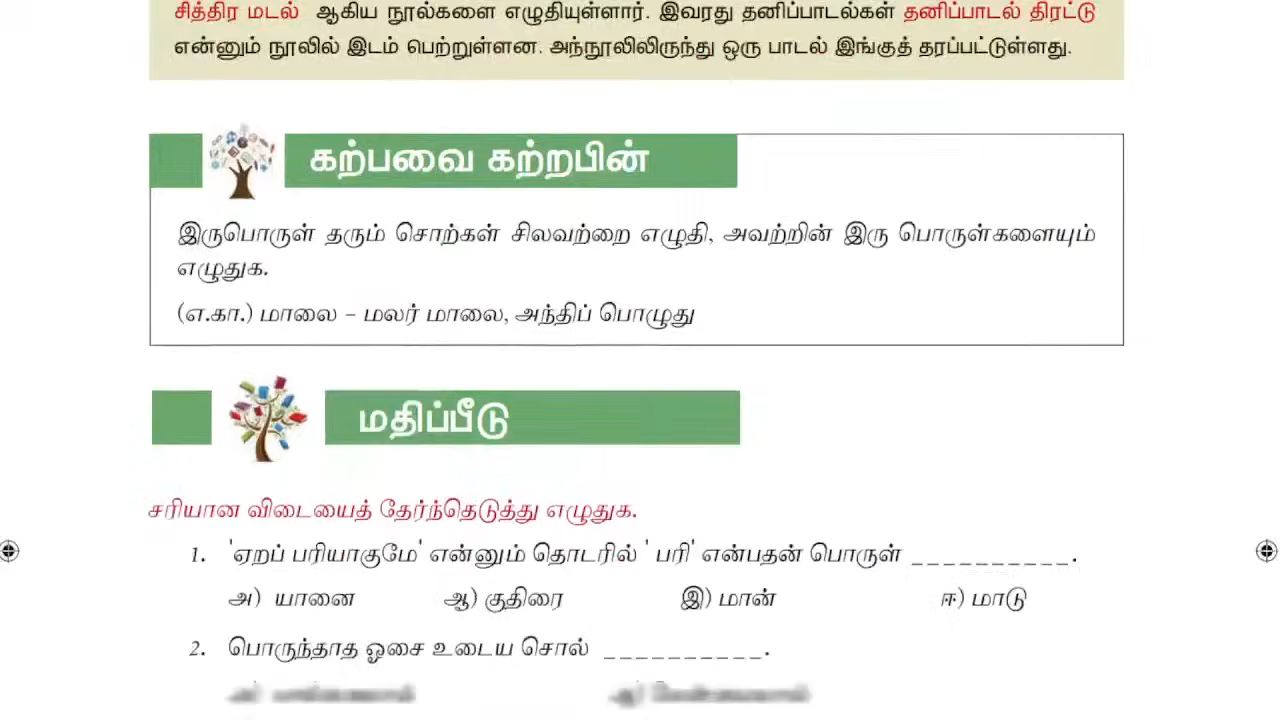 சித்திர மடல் ஆகிய நூல்களை எழுதியுள்ளார். இவரது தனிப்பாடல்கள் தனிப்பாடல் திரட்டு
என்னும் நூலில் இடம் பெற்றுள்ளன. அந்நூலிலிருந்து ஒரு பாடல் இங்குத் தரப்பட்டுள்ளது.
கற்பவை கற்றபின்
இருபொருள் தரும் சொற்கள் சிலவற்றை எழுதி, அவற்றின் இரு பொருள்களையும்
எழுதுக.
(எ.கா.) மாலை – மலர் மாலை, அந்திப் பொழுது
மதிப்பீடு
சரியான விடையைத் தேர்ந்தெடுத்து எழுதுக.
1. 'ஏறப் பரியாகுமே' என்னும் தொடரில் ' பரி' என்பதன் பொருள் __________.
அ) யானை ஆ) குதிரை இ) மான் ஈ) மாடு
2. பொருந்தாத ஓசை உடைய சொல் __________.